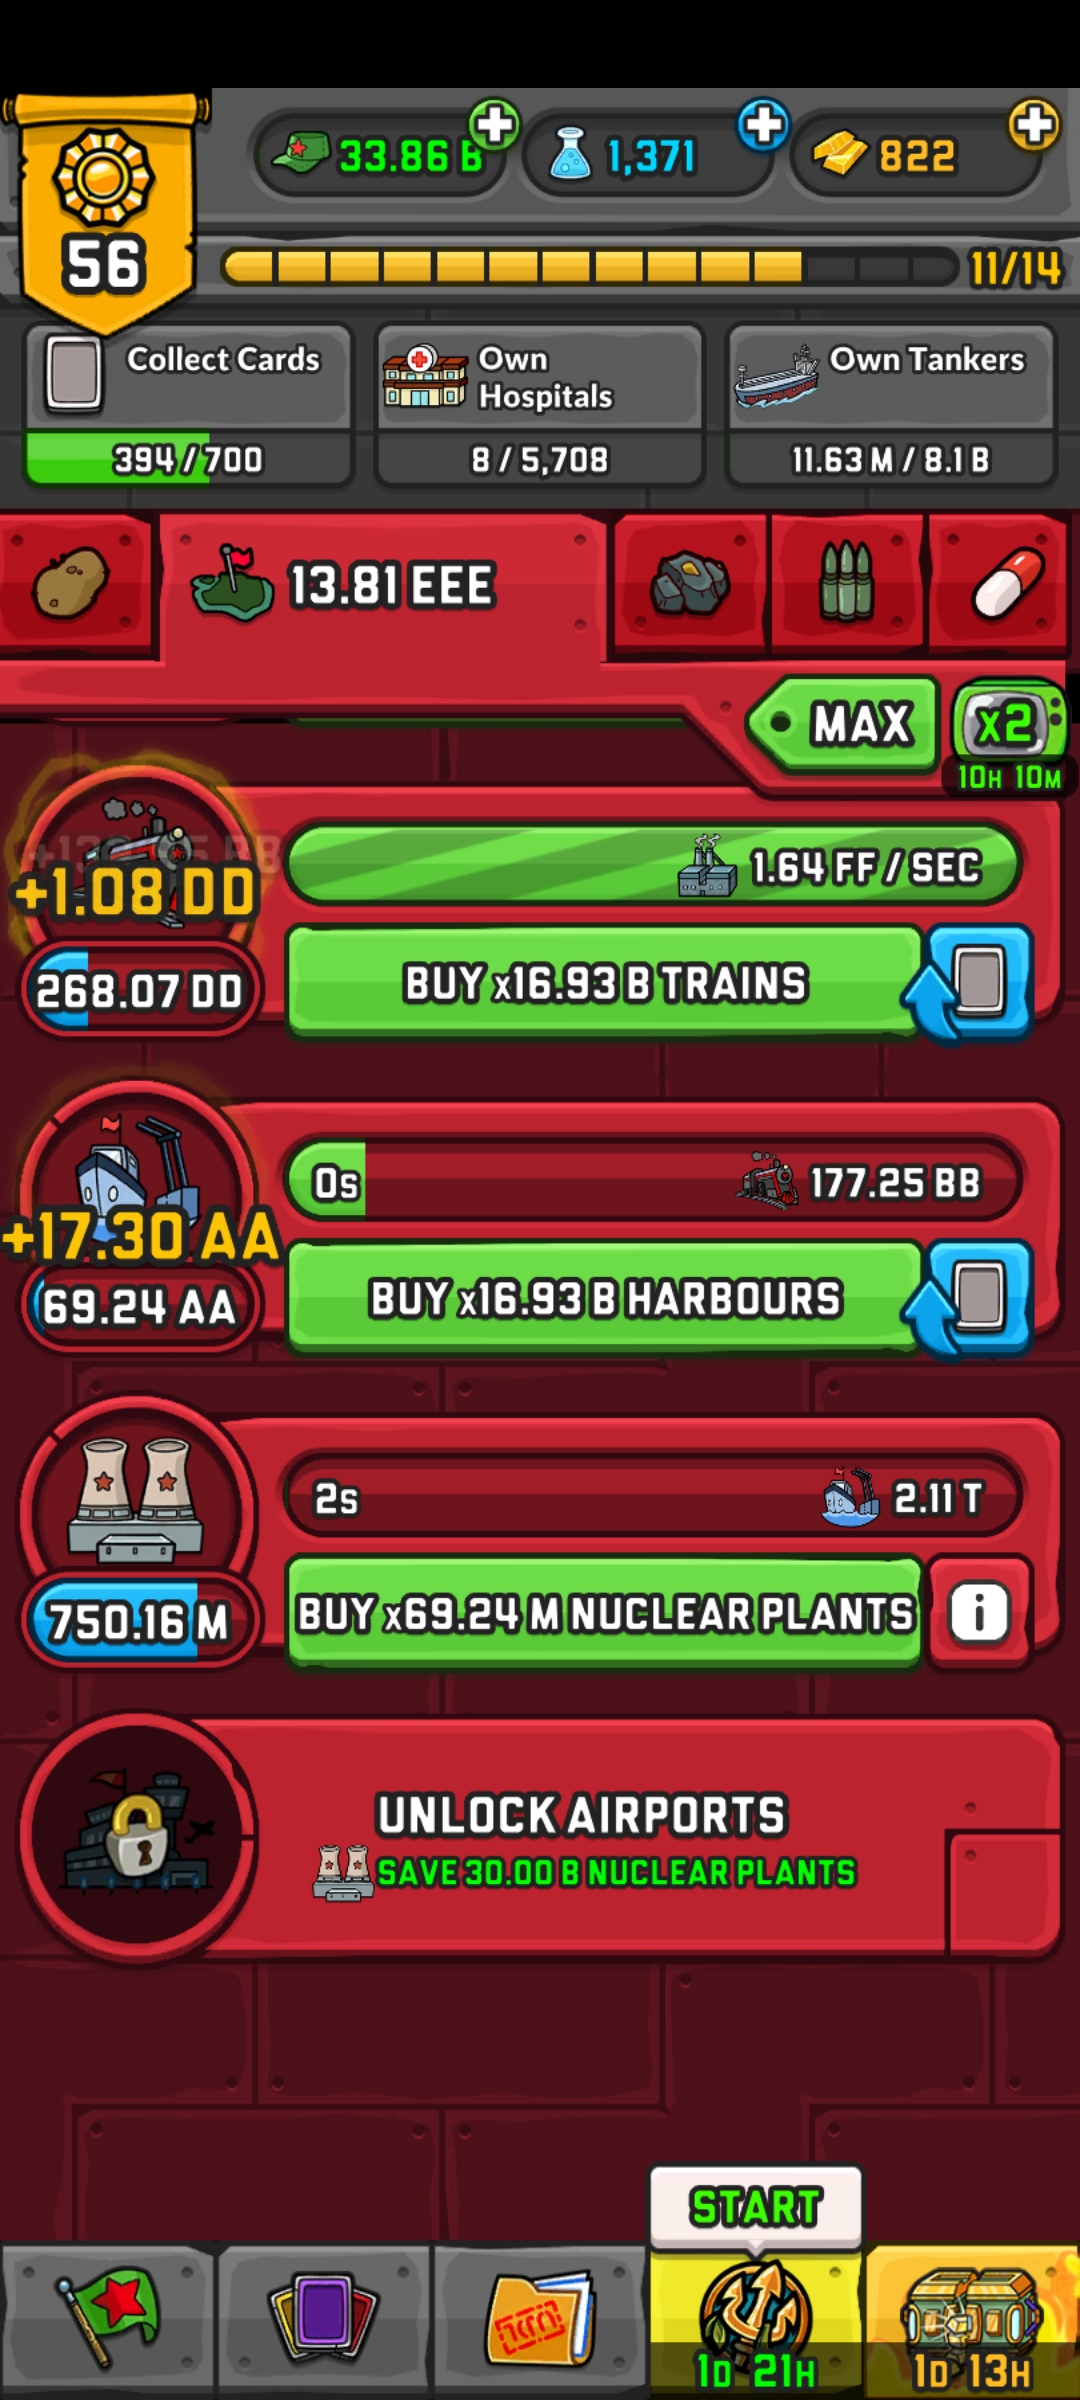 33.86 B
1,371
822
56
11/14
Collect Cards
394/700
Own
Hospitals
8/5,708
Own Tankers
11.63 M/8.1 B
13.81 EEE
MAX
x2
10H 10M
+1.08 DD
268.07 DD
1.64 FF/SEC
BUY x16.93 B TRAINS
+17.30 AA
69.24 AA
0s
177.25 BB
BUY x16.93 B HARBOURS
2s
2.11 T
750.16 M
BUY x69.24 M NUCLEAR PLANTS
i
UNLOCK AIRPORTS
SAVE 30.00 B NUCLEAR PLANTS
START
1D 21H
1D 13H